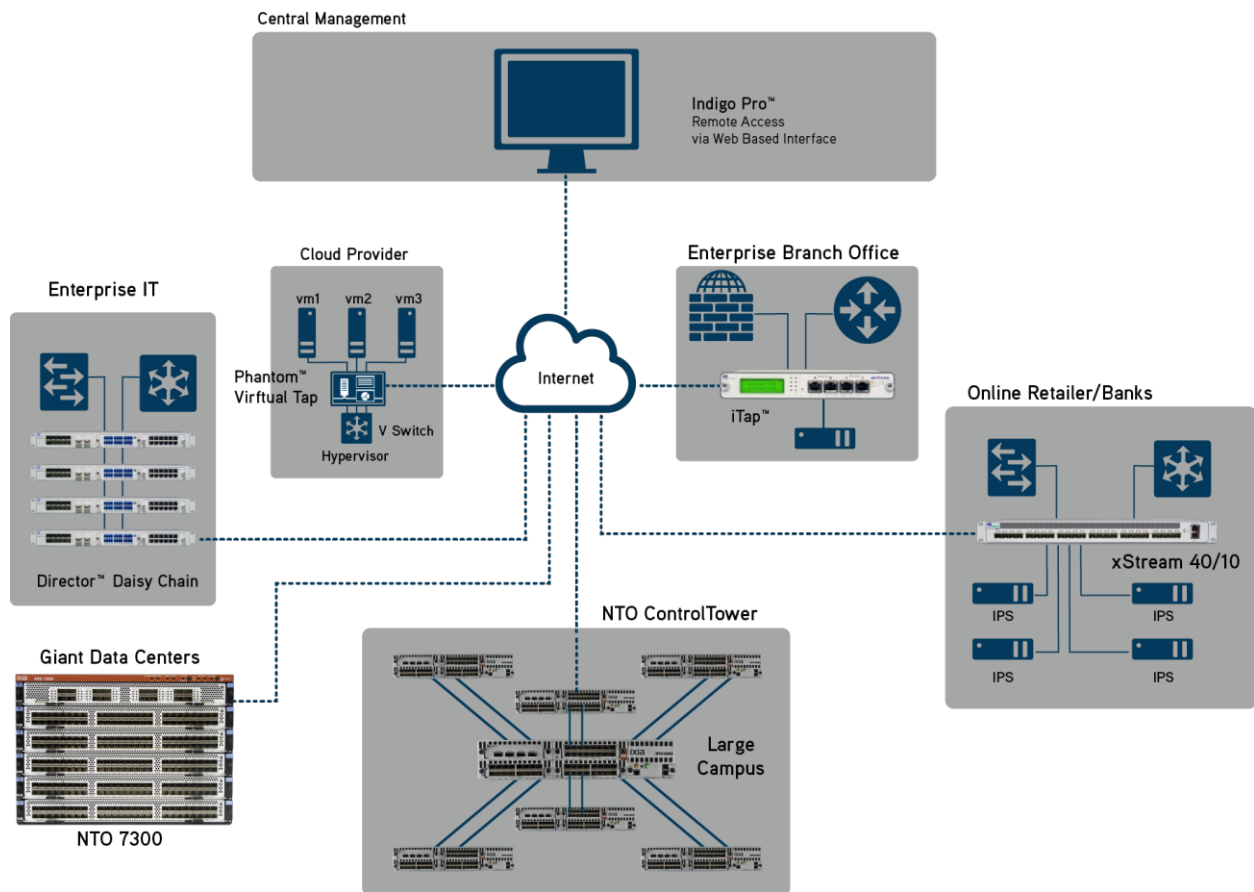 Central Management
Indigo Pro™
Remote Access
via Web Based Interface
Cloud Provider
vm1 vm2 vm3
Phantom™
Virftual Tap
V Switch
Hypervisor
Enterprise Branch Office
iTap™
Enterprise IT
Director™ Daisy Chain
Internet
Online Retailer/Banks
xStream 40/10
IPS IPS
IPS IPS
Giant Data Centers
ixia
NTO 7300
NTO ControlTower
ixia
Large
Campus